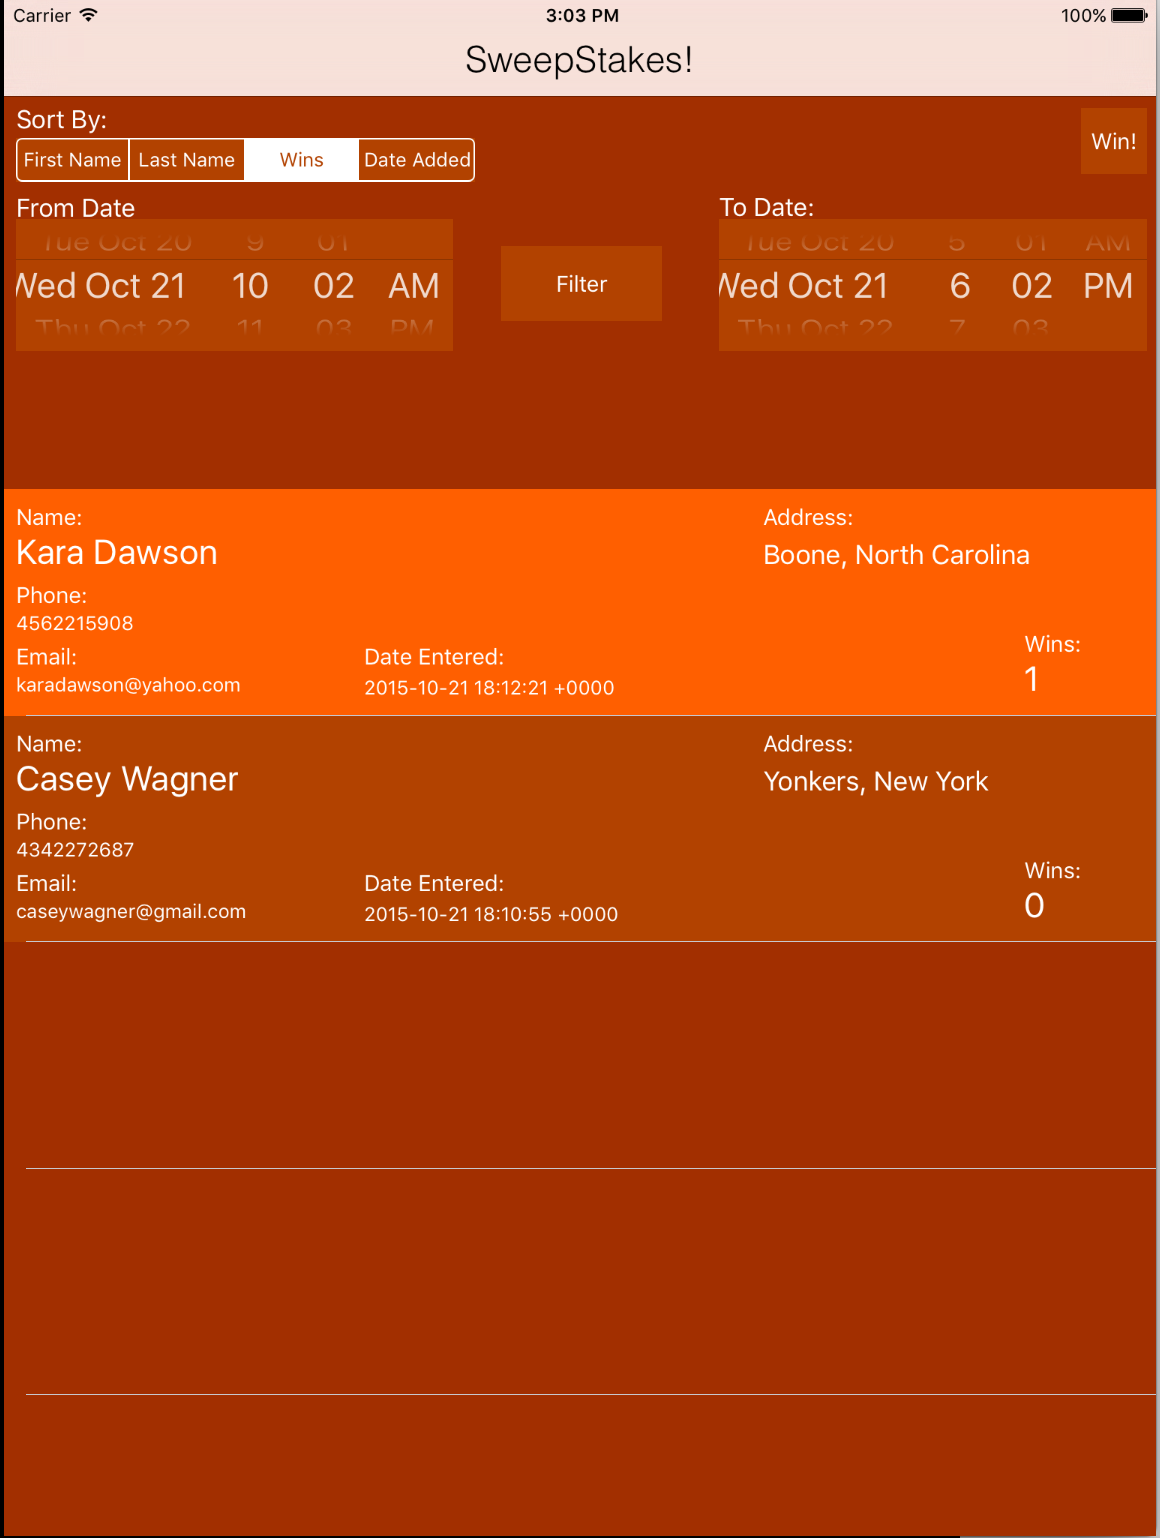 Carrier 3:03 PM 100%
SweepStakes!
Sort By:
First Name Last Name Wins Date Added
Win!
From Date To Date:
Tue Oct 20 9 01 Tue Oct 20 5 01 AM
Wed Oct 21 10 02 AM Filter Wed Oct 21 6 02 PM
Thu Oct 22 11 03 PM Thu Oct 22 7 03
Name: Address:
Kara Dawson Boone, North Carolina
Phone:
4562215908
Wins:
Email: Date Entered:
karadawson@yahoo.com 2015-10-21 18:12:21 +0000 1
Name: Address:
Casey Wagner Yonkers, New York
Phone:
4342272687
Wins:
Email: Date Entered:
caseywagner@gmail.com 2015-10-21 18:10:55 +0000 0